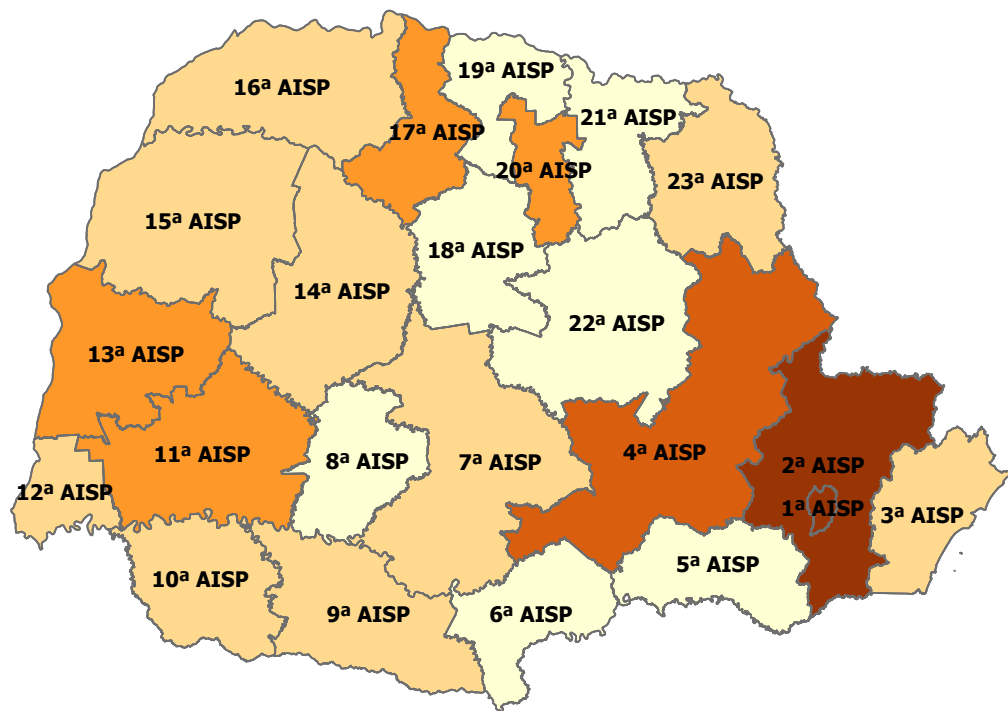 19ª AISP
16ª AISP
21ª AISP
17ª AISP
20ª AISP
23ª AISP
15ª AISP
18ª AISP
14ª AISP
22ª AISP
13ª AISP
4ª AISP
11ª AISP
7ª AISP
8ª AISP
2ª AISP
12ª AISP
1ª AISP
3ª AISP
5ª AISP
10ª AISP
9ª AISP
6ª AISP